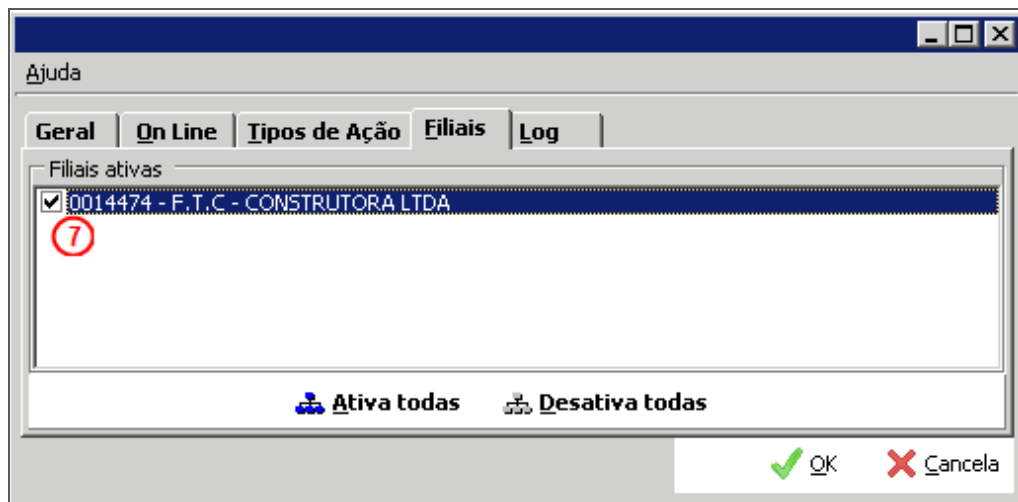 Ajuda
Geral On Line Tipos de Ação Filiais Log
Filiais ativas
0014474 - F.T.C - CONSTRUTORA LTDA
7
Ativa todas Desativa todas
OK Cancela